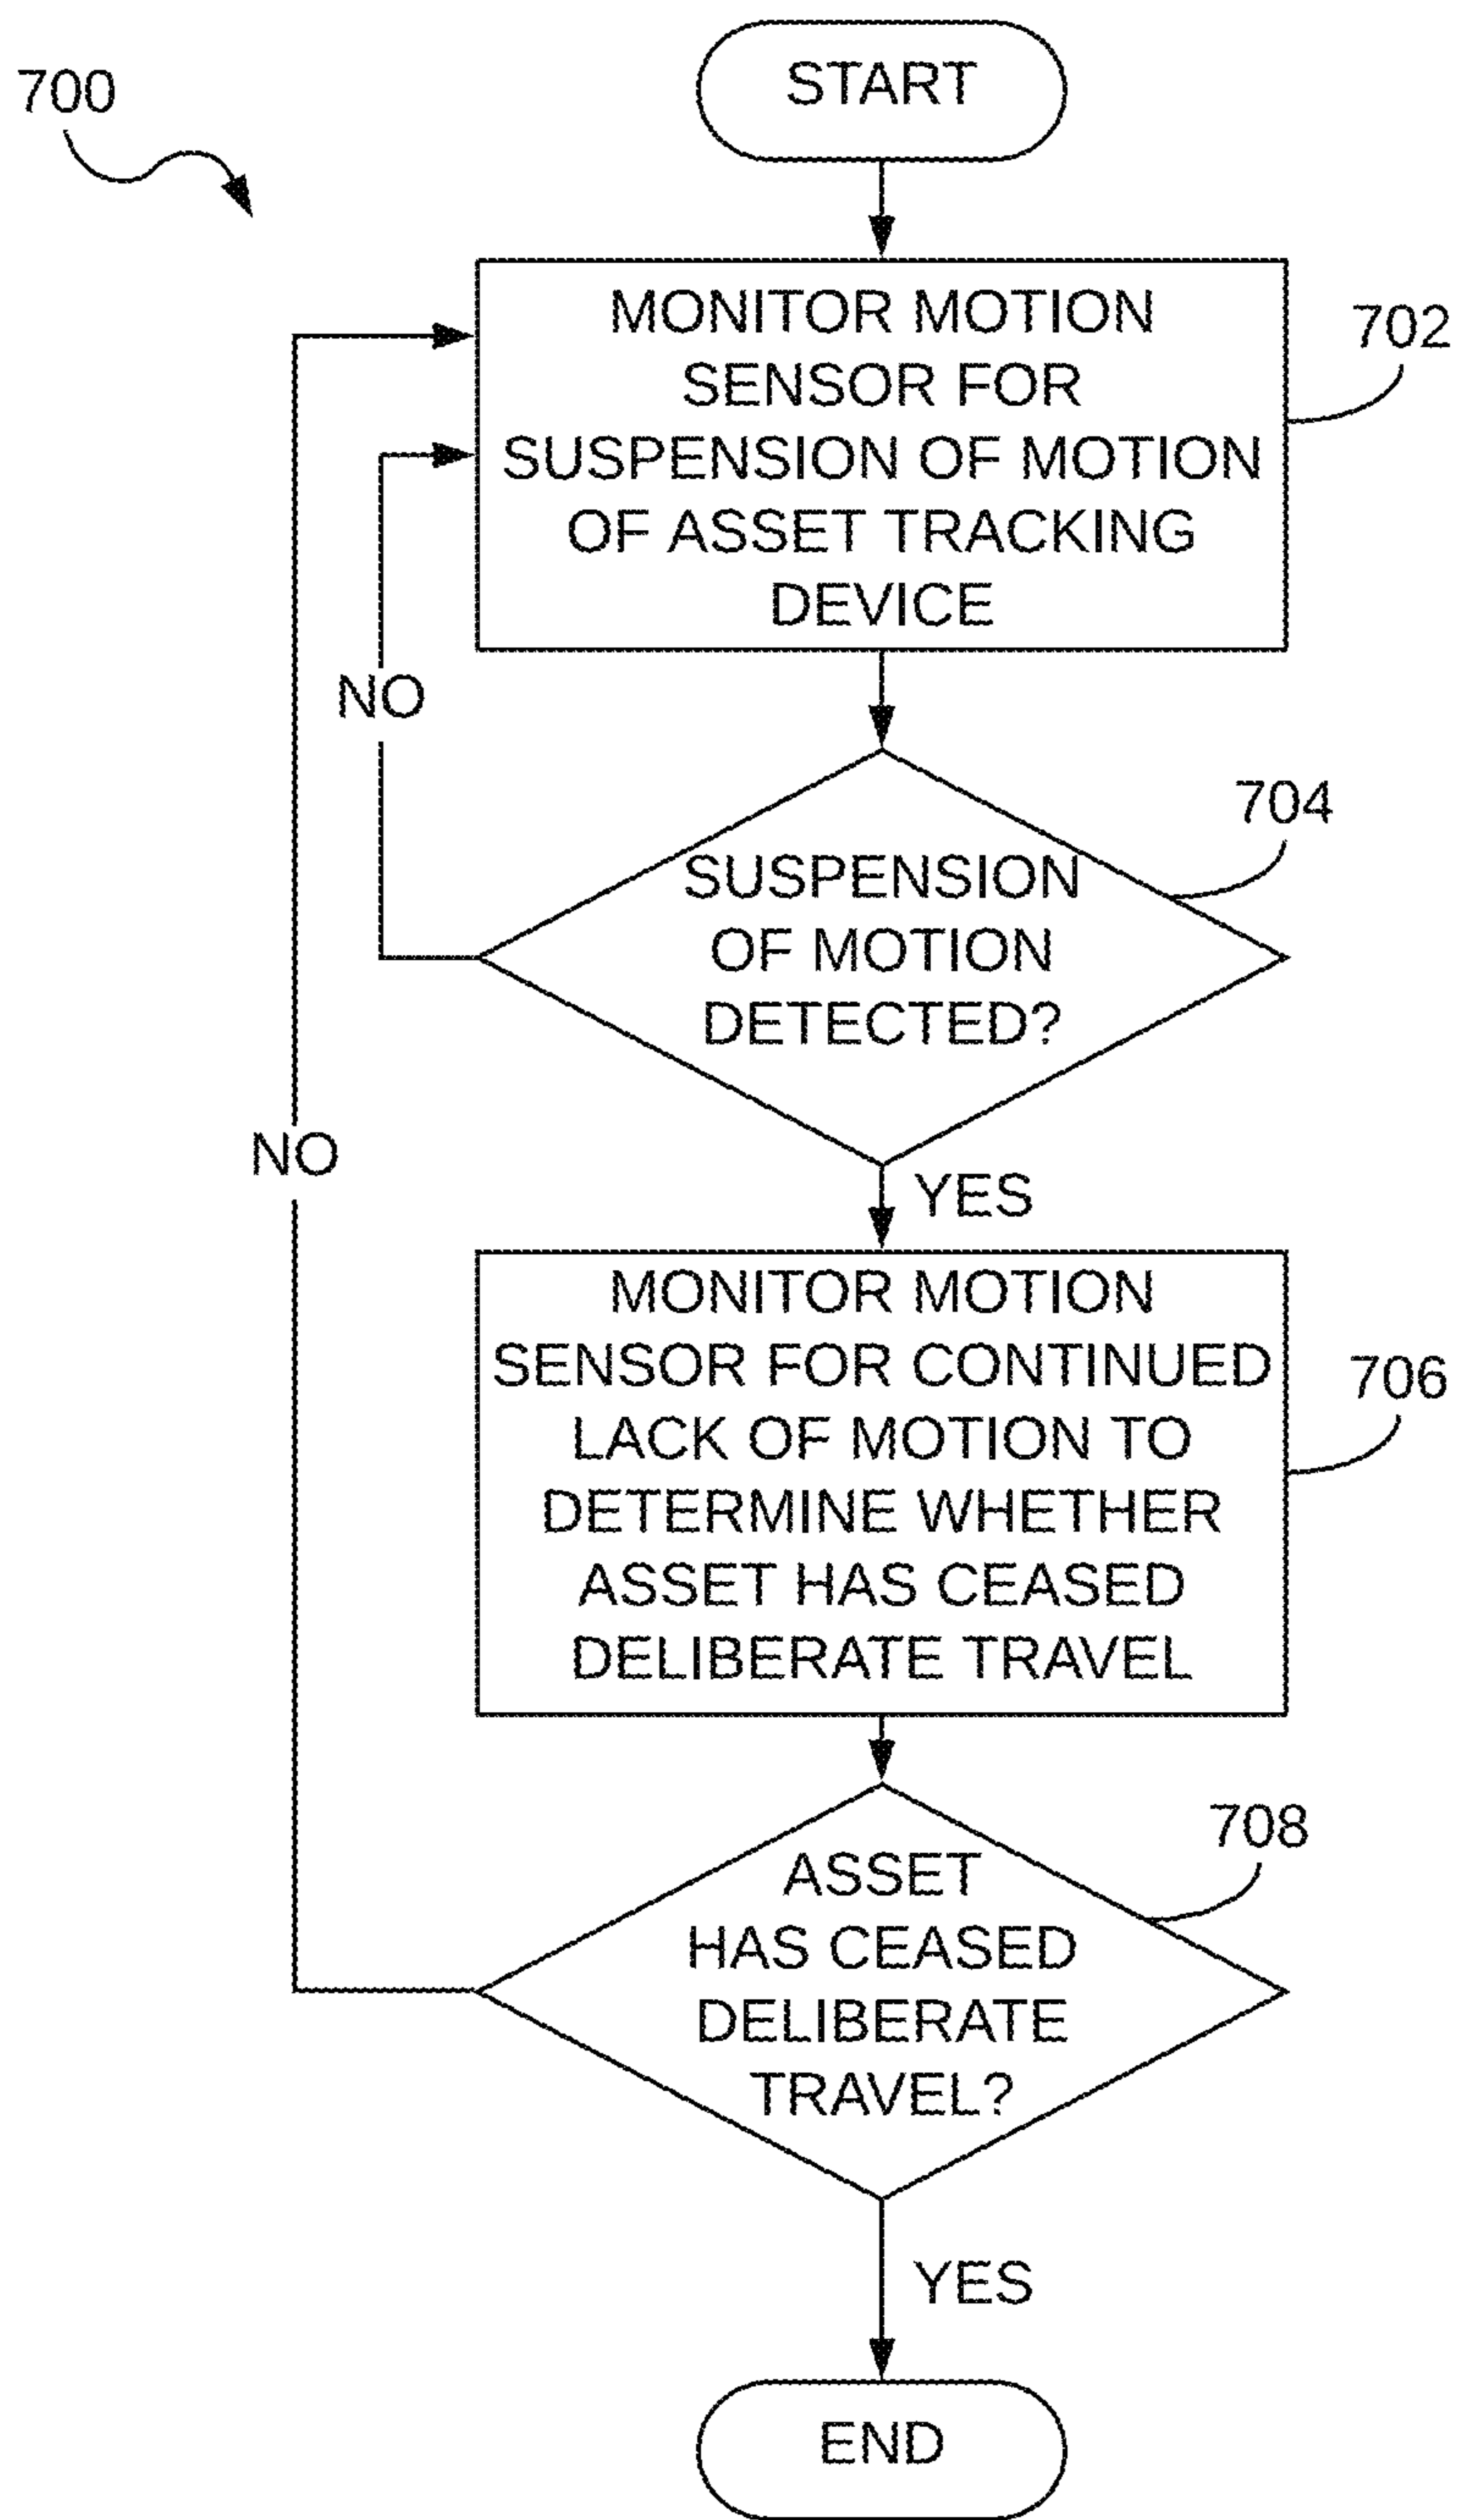 700
START
MONITOR MOTION
SENSOR FOR
SUSPENSION OF MOTION
OF ASSET TRACKING
DEVICE
702
NO
704
SUSPENSION
OF MOTION
DETECTED?
NO
YES
MONITOR MOTION
SENSOR FOR CONTINUED
LACK OF MOTION TO
DETERMINE WHETHER
ASSET HAS CEASED
DELIBERATE TRAVEL
706
708
ASSET
HAS CEASED
DELIBERATE
TRAVEL?
YES
END